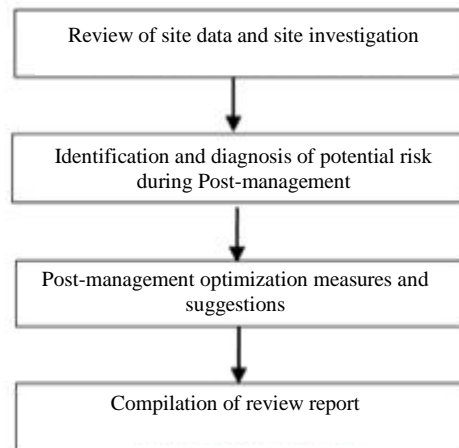 Review of site data and site investigation
Identification and diagnosis of potential risk
during Post-management
Post-management optimization measures and
suggestions
Compilation of review report